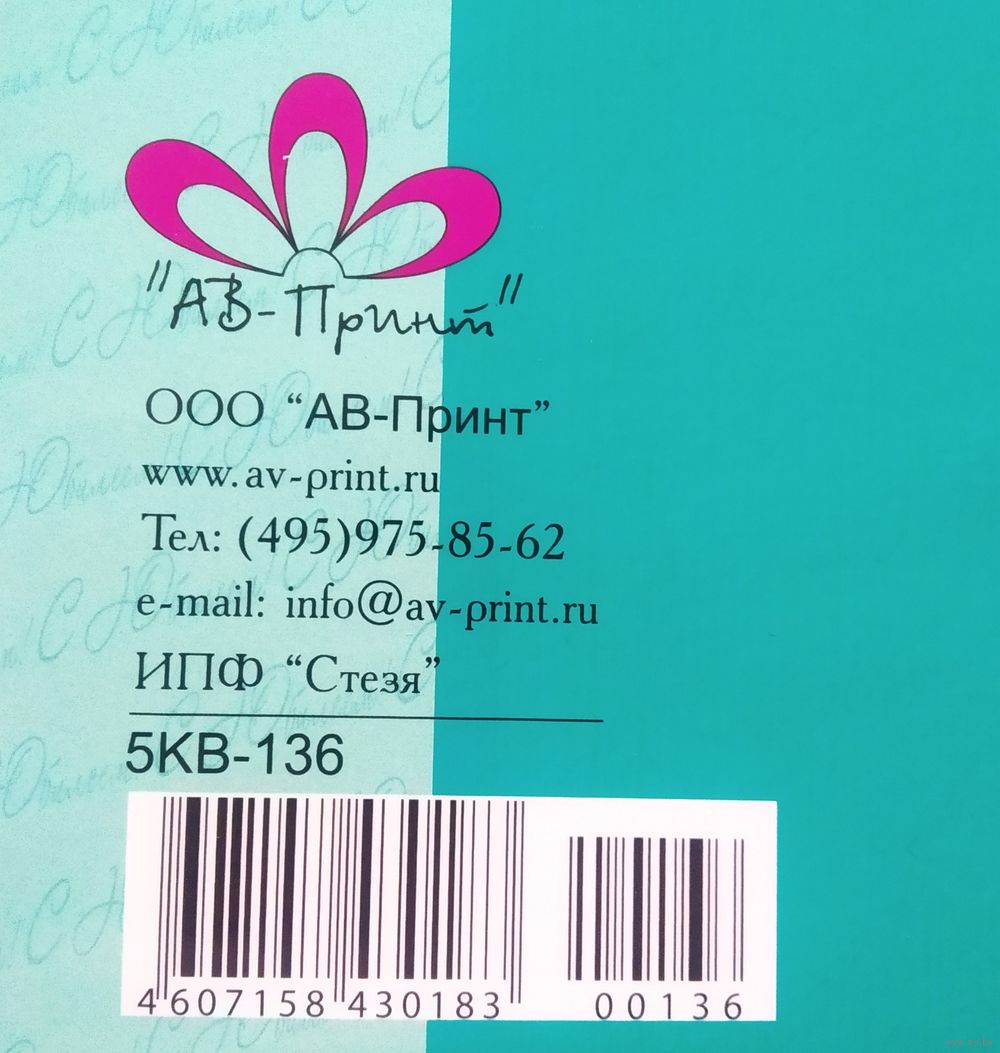 "АВ-Принт"
ООО “АВ-Принт”
www.av-print.ru
Тел: (495)975-85-62
e-mail: info@av-print.ru
ИПФ “Стезя”
5КВ-136
4 607158 430183 00136